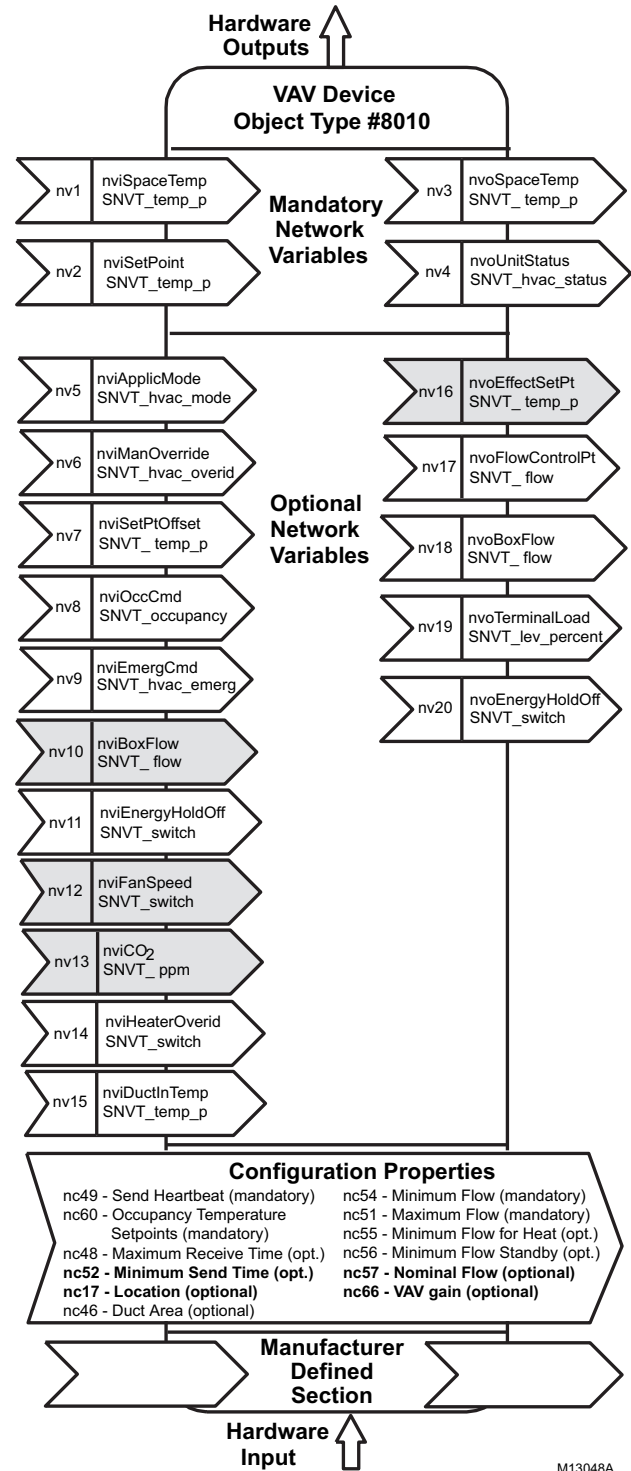 Hardware
Outputs
VAV Device
Object Type #8010
nv1
nviSpaceTemp
SNVT_temp_p
Mandatory
Network
Variables
nv3
nvoSpaceTemp
SNVT_ temp_p
nv2
nviSetPoint
SNVT_temp_p
nv4
nvoUnitStatus
SNVT_hvac_status
nv5
nviApplicMode
SNVT_hvac_mode
nv6
nviManOverride
SNVT_hvac_overid
nv7
nviSetPtOffset
SNVT_ temp_p
nv8
nviOccCmd
SNVT_occupancy
nv9
nviEmergCmd
SNVT_hvac_emerg
nv10
nviBoxFlow
SNVT_ flow
nv11
nviEnergyHoldOff
SNVT_switch
nv12
nviFanSpeed
SNVT_switch
nv13
nviCO2
SNVT_ ppm
nv14
nviHeaterOverid
SNVT_switch
nv15
nviDuctInTemp
SNVT_temp_p
Optional
Network
Variables
nv16
nvoEffectSetPt
SNVT_ temp_p
nv17
nvoFlowControlPt
SNVT_ flow
nv18
nvoBoxFlow
SNVT_ flow
nv19
nvoTerminalLoad
SNVT_lev_percent
nv20
nvoEnergyHoldOff
SNVT_switch
Configuration Properties
nc49 - Send Heartbeat (mandatory)
nc60 - Occupancy Temperature
Setpoints (mandatory)
nc48 - Maximum Receive Time (opt.)
nc52 - Minimum Send Time (opt.)
nc17 - Location (optional)
nc46 - Duct Area (optional)
nc54 - Minimum Flow (mandatory)
nc51 - Maximum Flow (mandatory)
nc55 - Minimum Flow for Heat (opt.)
nc56 - Minimum Flow Standby (opt.)
nc57 - Nominal Flow (optional)
nc66 - VAV gain (optional)
Manufacturer
Defined
Section
Hardware
Input
M13048A